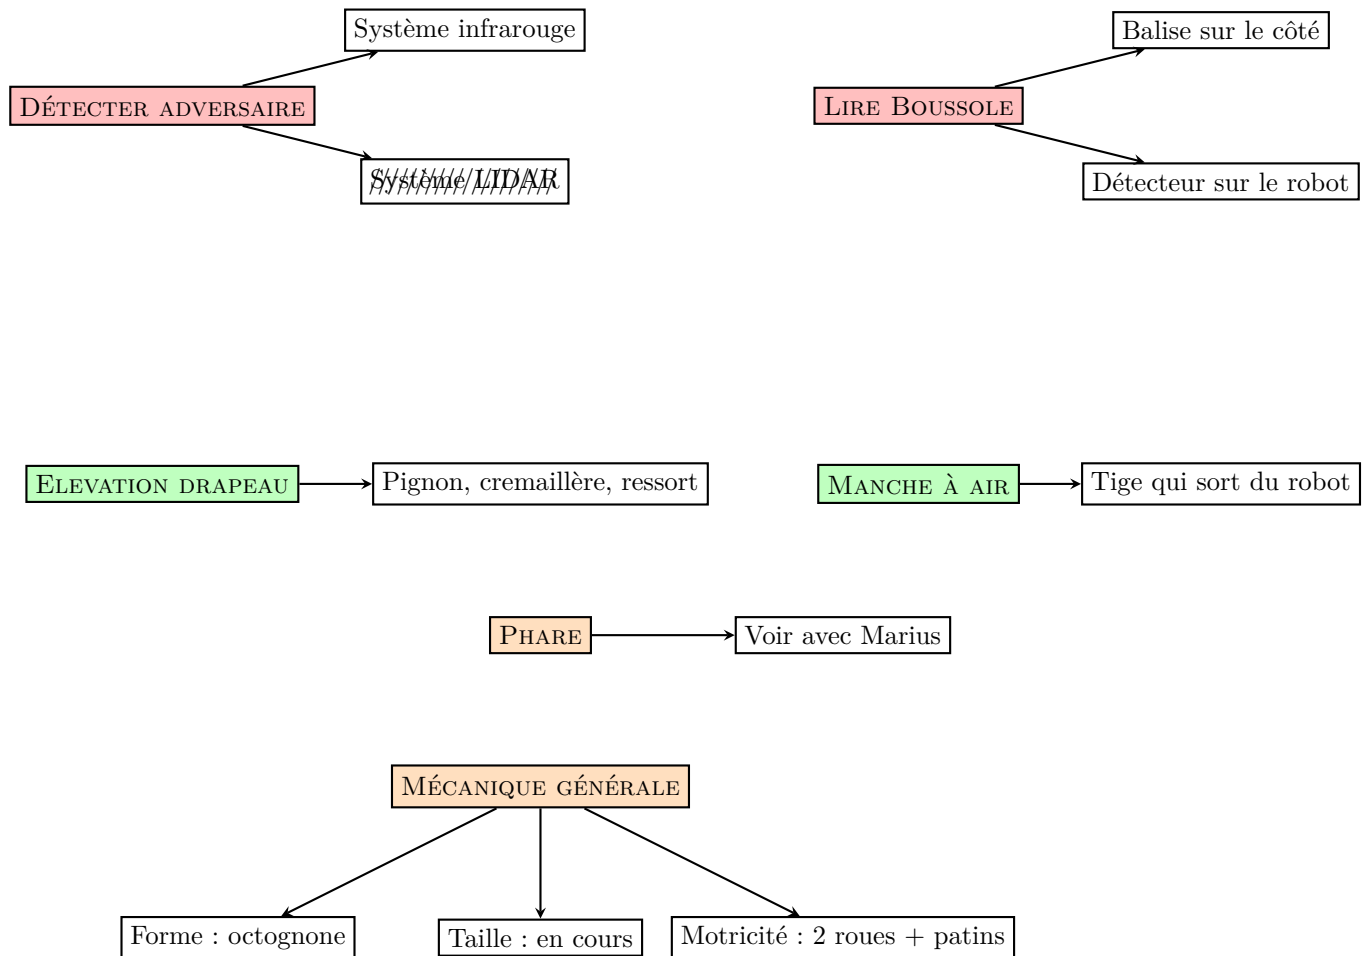 Système infrarouge
Balise sur le côté
Détecter adversaire
Lire Boussole
Système LIDAR
Détecteur sur le robot
Elevation drapeau
Pignon, cremaillère, ressort
Manche à air
Tige qui sort du robot
Phare
Voir avec Marius
Mécanique générale
Forme : octognone
Taille : en cours
Motricité : 2 roues + patins